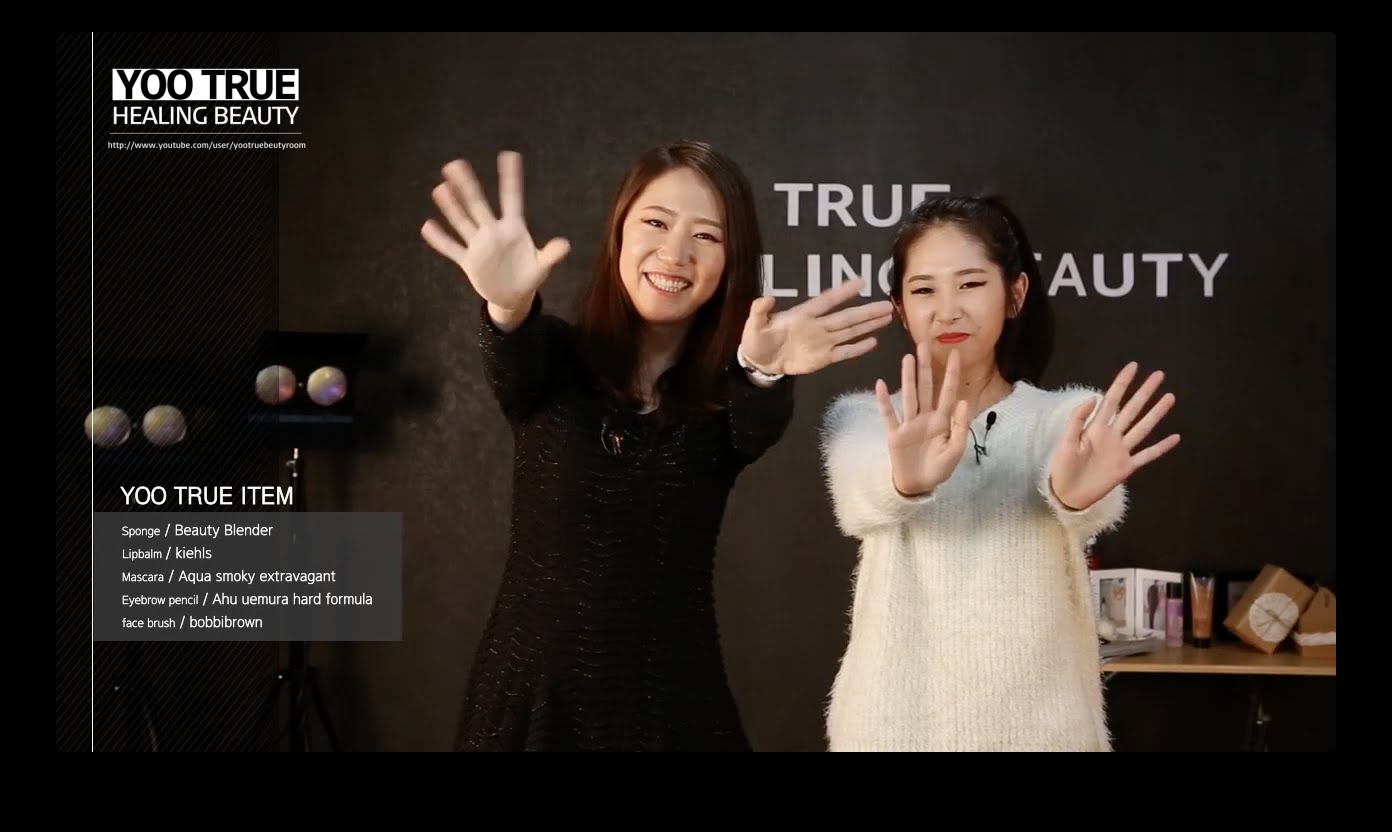 YOO TRUE
HEALING BEAUTY
http://www.youtube.com/user/yootruebeutyroom
TRUE
LING BEAUTY
YOO TRUE ITEM
Sponge / Beauty Blender
Lipbalm / kiehls
Mascara / Aqua smoky extravagant
Eyebrow pencil / Ahu uemura hard formula
face brush / bobbibrown